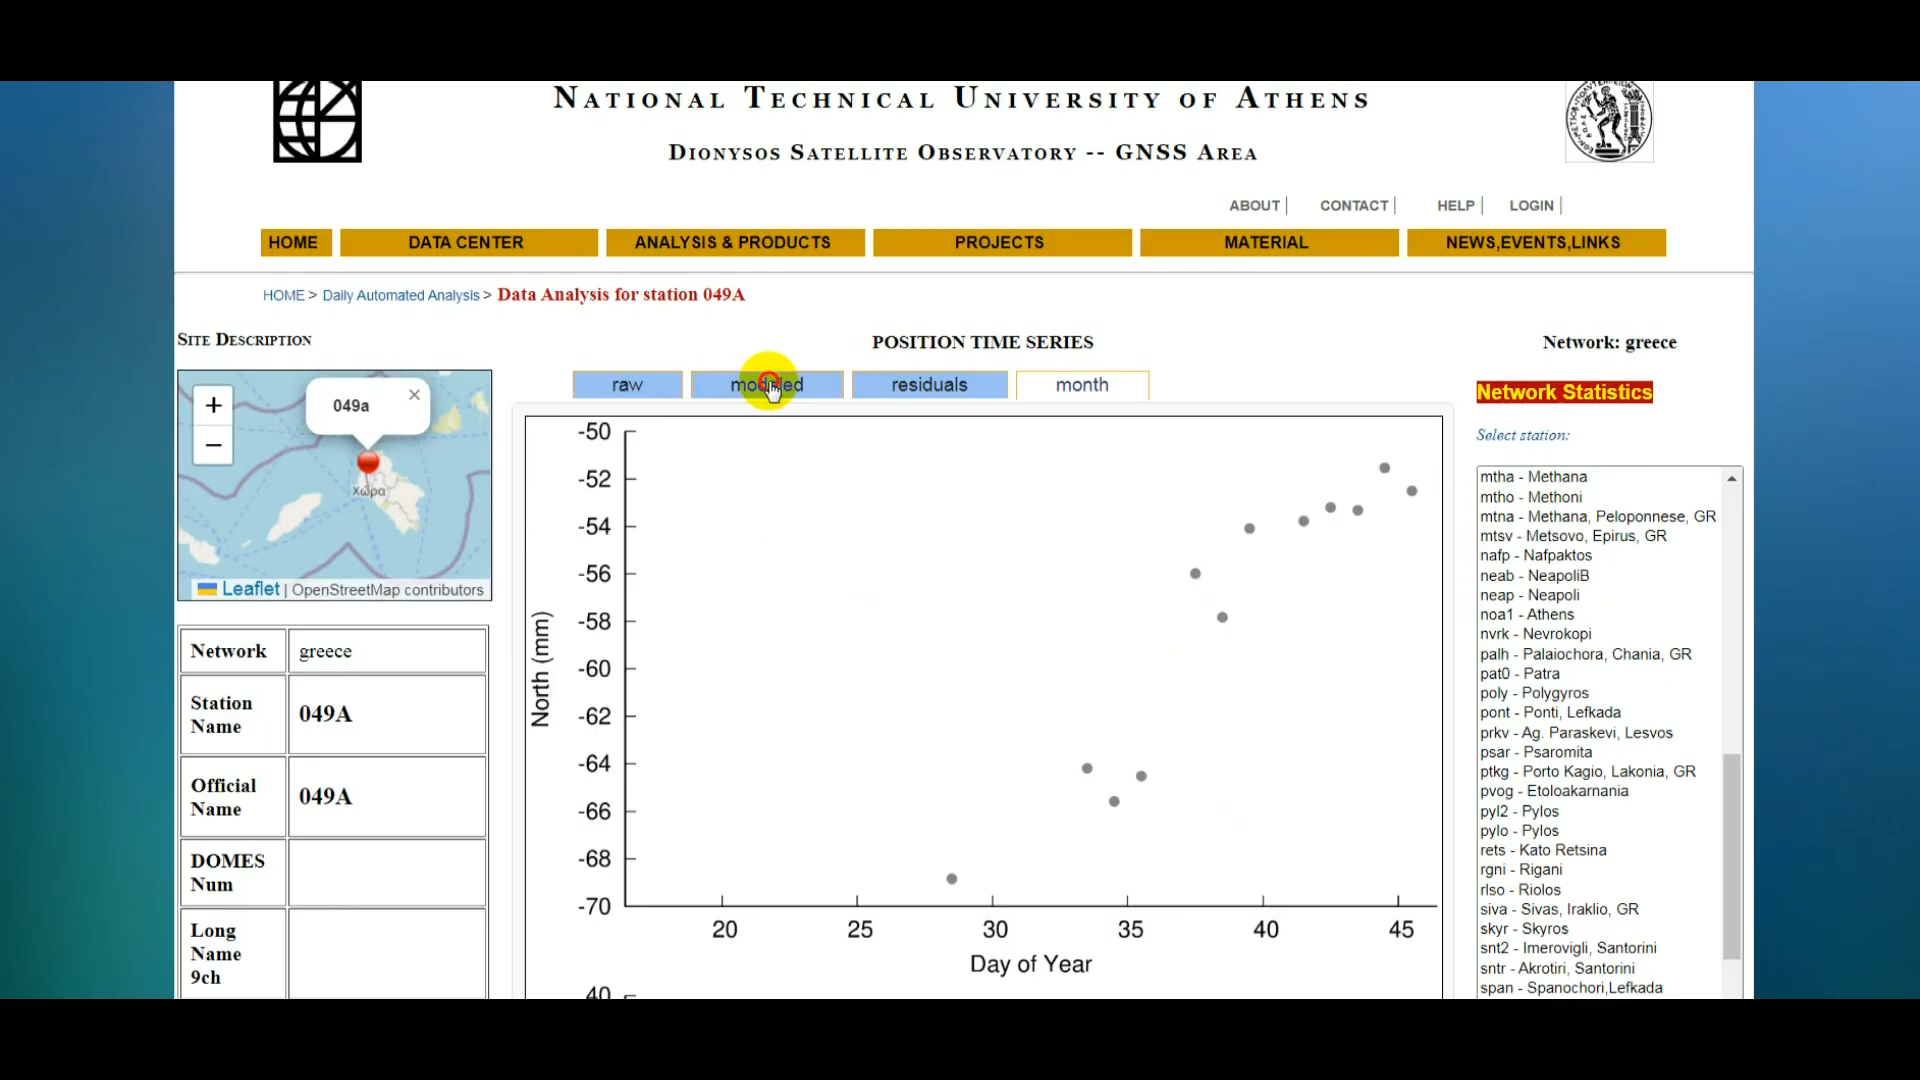 NATIONAL TECHNICAL UNIVERSITY OF ATHENS
DIONYSOS SATELLITE OBSERVATORY -- GNSS AREA
ABOUT | CONTACT | HELP | LOGIN |
HOME DATA CENTER ANALYSIS & PRODUCTS PROJECTS MATERIAL NEWS,EVENTS,LINKS
HOME > Daily Automated Analysis > Data Analysis for station 049A
SITE DESCRIPTION
+
−
049a ×
Χώρα
Leaflet | OpenStreetMap contributors
Network greece
Station Name 049A
Official Name 049A
DOMES Num
Long Name 9ch
POSITION TIME SERIES
raw residuals month
North (mm)
-50
-52
-54
-56
-58
-60
-62
-64
-66
-68
-70
20 25 30 35 40 45
Day of Year
40
Network: greece
Network Statistics
Select station:
mtha - Methana
mtho - Methoni
mtna - Methana, Peloponnese, GR
mtsv - Metsovo, Epirus, GR
nafp - Nafpaktos
neab - NeapoliB
neap - Neapoli
noa1 - Athens
nvrk - Nevrokopi
palh - Palaiochora, Chania, GR
pat0 - Patra
poly - Polygyros
pont - Ponti, Lefkada
prkv - Ag. Paraskevi, Lesvos
psar - Psaromita
ptkg - Porto Kagio, Lakonia, GR
pvog - Etoloakarnania
pyl2 - Pylos
pylo - Pylos
rets - Kato Retsina
rgni - Rigani
rlso - Riolos
siva - Sivas, Iraklio, GR
skyr - Skyros
snt2 - Imerovigli, Santorini
sntr - Akrotiri, Santorini
span - Spanochori,Lefkada